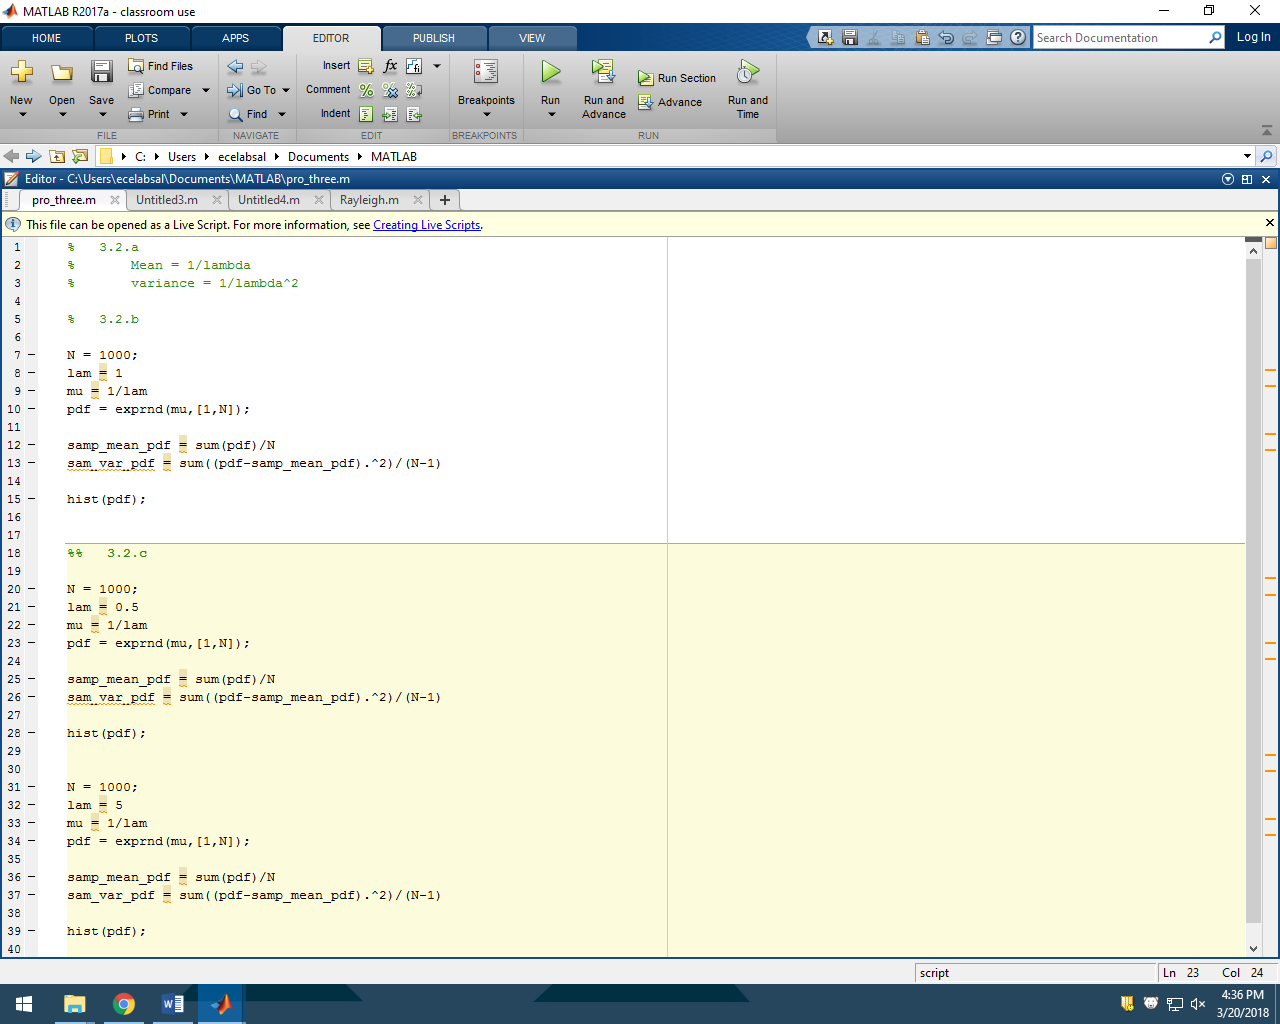 MATLAB R2017a - classroom use
HOME PLOTS APPS EDITOR PUBLISH VIEW
Search Documentation
Log In
New
Open
Save
Find Files
Compare
Print
FILE
Go To
Find
NAVIGATE
Insert fx
Comment
Indent
EDIT
Breakpoints
BREAKPOINTS
Run
Run and Advance
Run Section
Advance
Run and Time
RUN
C: Users ecelabsal Documents MATLAB
Editor - C:\Users\ecelabsal\Documents\MATLAB\pro_three.m
pro_three.m Untitled3.m Untitled4.m Rayleigh.m
This file can be opened as a Live Script. For more information, see Creating Live Scripts.
1 % 3.2.a
2 % Mean = 1/lambda
3 % variance = 1/lambda^2
4
5 % 3.2.b
6
7 N = 1000;
8 lam = 1
9 mu = 1/lam
10 pdf = exprnd(mu,[1,N]);
11
12 samp_mean_pdf = sum(pdf)/N
13 sam_var_pdf = sum((pdf-samp_mean_pdf).^2)/(N-1)
14
15 hist(pdf);
16
17
18 %% 3.2.c
19
20 N = 1000;
21 lam = 0.5
22 mu = 1/lam
23 pdf = exprnd(mu,[1,N]);
24
25 samp_mean_pdf = sum(pdf)/N
26 sam_var_pdf = sum((pdf-samp_mean_pdf).^2)/(N-1)
27
28 hist(pdf);
29
30
31 N = 1000;
32 lam = 5
33 mu = 1/lam
34 pdf = exprnd(mu,[1,N]);
35
36 samp_mean_pdf = sum(pdf)/N
37 sam_var_pdf = sum((pdf-samp_mean_pdf).^2)/(N-1)
38
39 hist(pdf);
40
script
Ln 23 Col 24
4:36 PM
3/20/2018